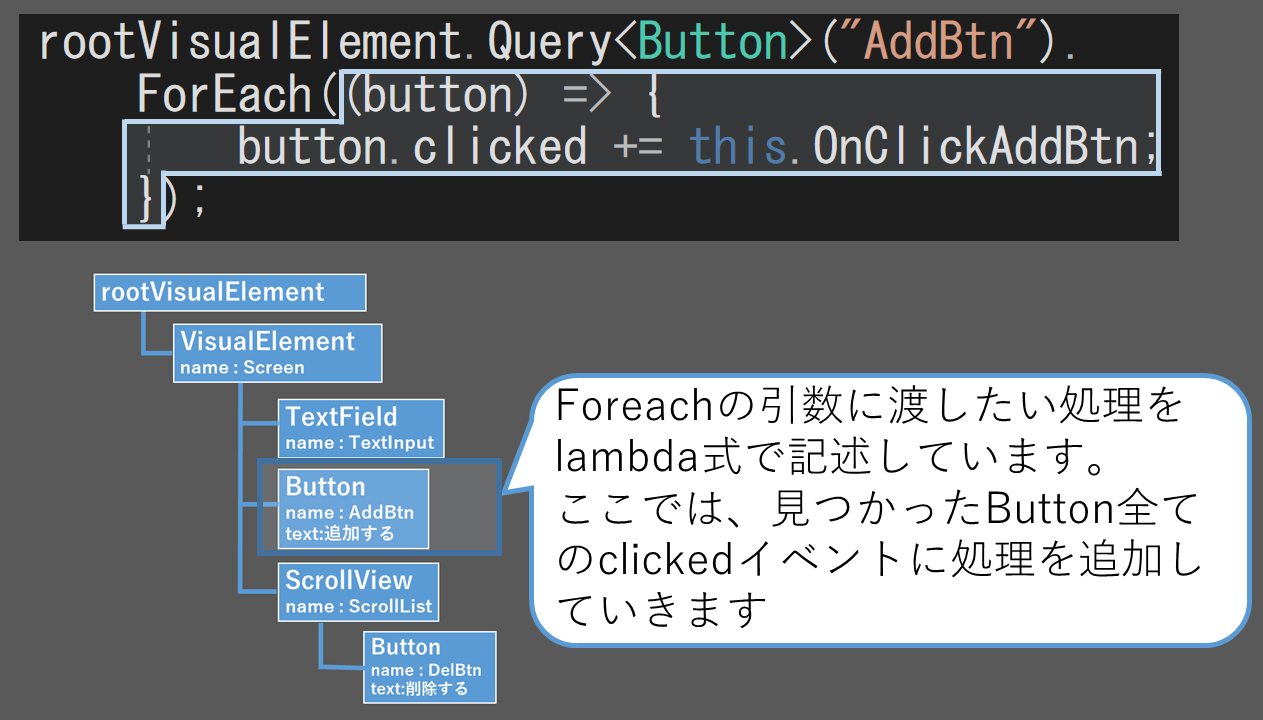 rootVisualElement.Query<Button>("AddBtn").
ForEach((button) => {
button.clicked += this.OnClickAddBtn;
});
rootVisualElement
VisualElement
name : Screen
TextField
name : TextInput
Button
name : AddBtn
text:追加する
ScrollView
name : ScrollList
Button
name : DelBtn
text:削除する
Foreachの引数に渡したい処理を
lambda式で記述しています。
ここでは、見つかったButton全て
のclickedイベントに処理を追加し
ていきます